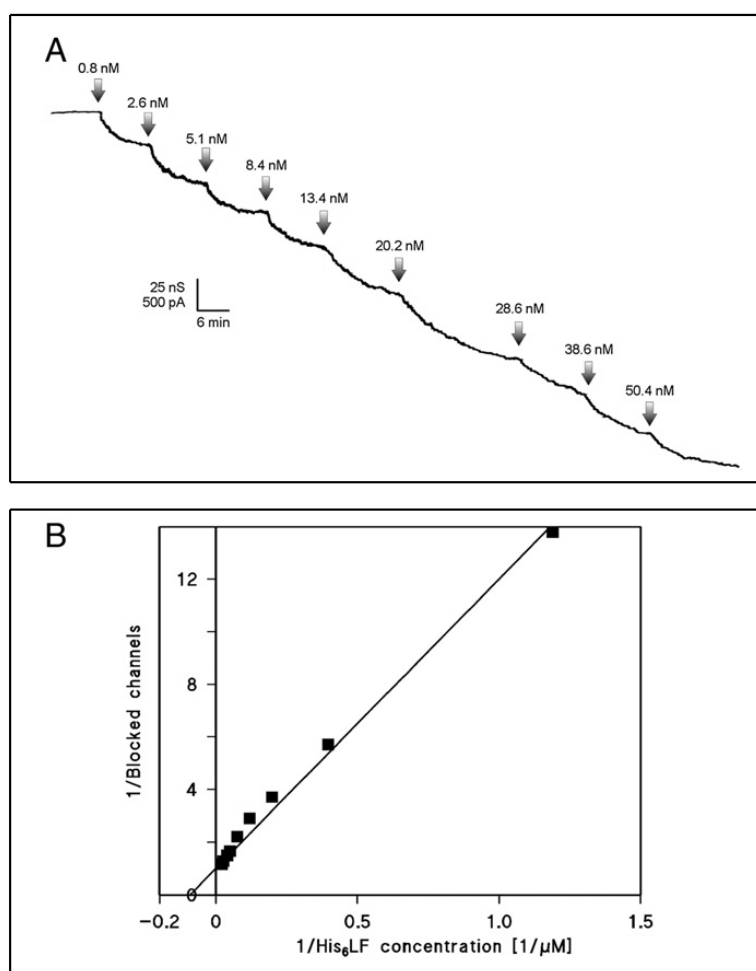 A
0.8 nM
2.6 nM
5.1 nM
8.4 nM
13.4 nM
20.2 nM
28.6 nM
38.6 nM
50.4 nM
25 nS
500 pA
6 min
B
1/Blocked channels
12
8
4
0
-0.2
0
0.5
1.0
1.5
1/His₆LF concentration [1/µM]